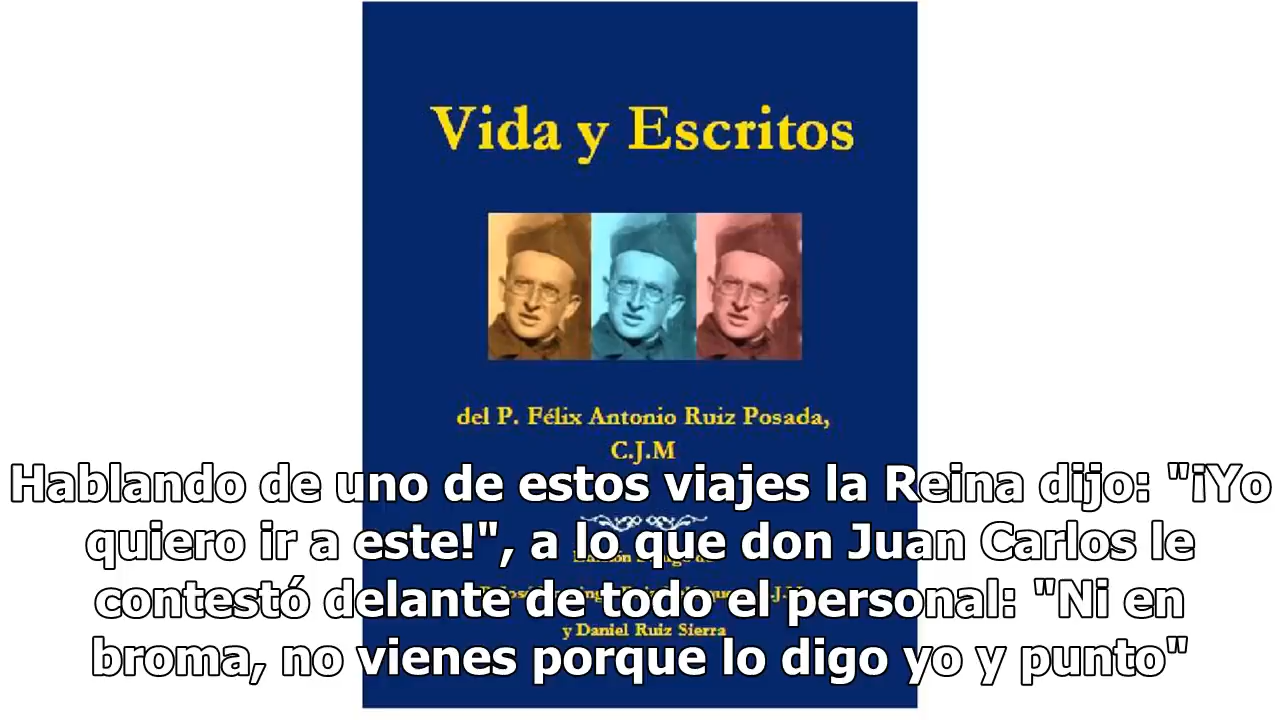 Vida y Escritos
del P. Félix Antonio Ruiz Posada,
C.J.M
Hablando de uno de estos viajes la Reina dijo: "¡Yo
quiero ir a este!", a lo que don Juan Carlos le
contestó delante de todo el personal: "Ni en
y Daniel Ruiz Sierra
broma, no vienes porque lo digo yo y punto"